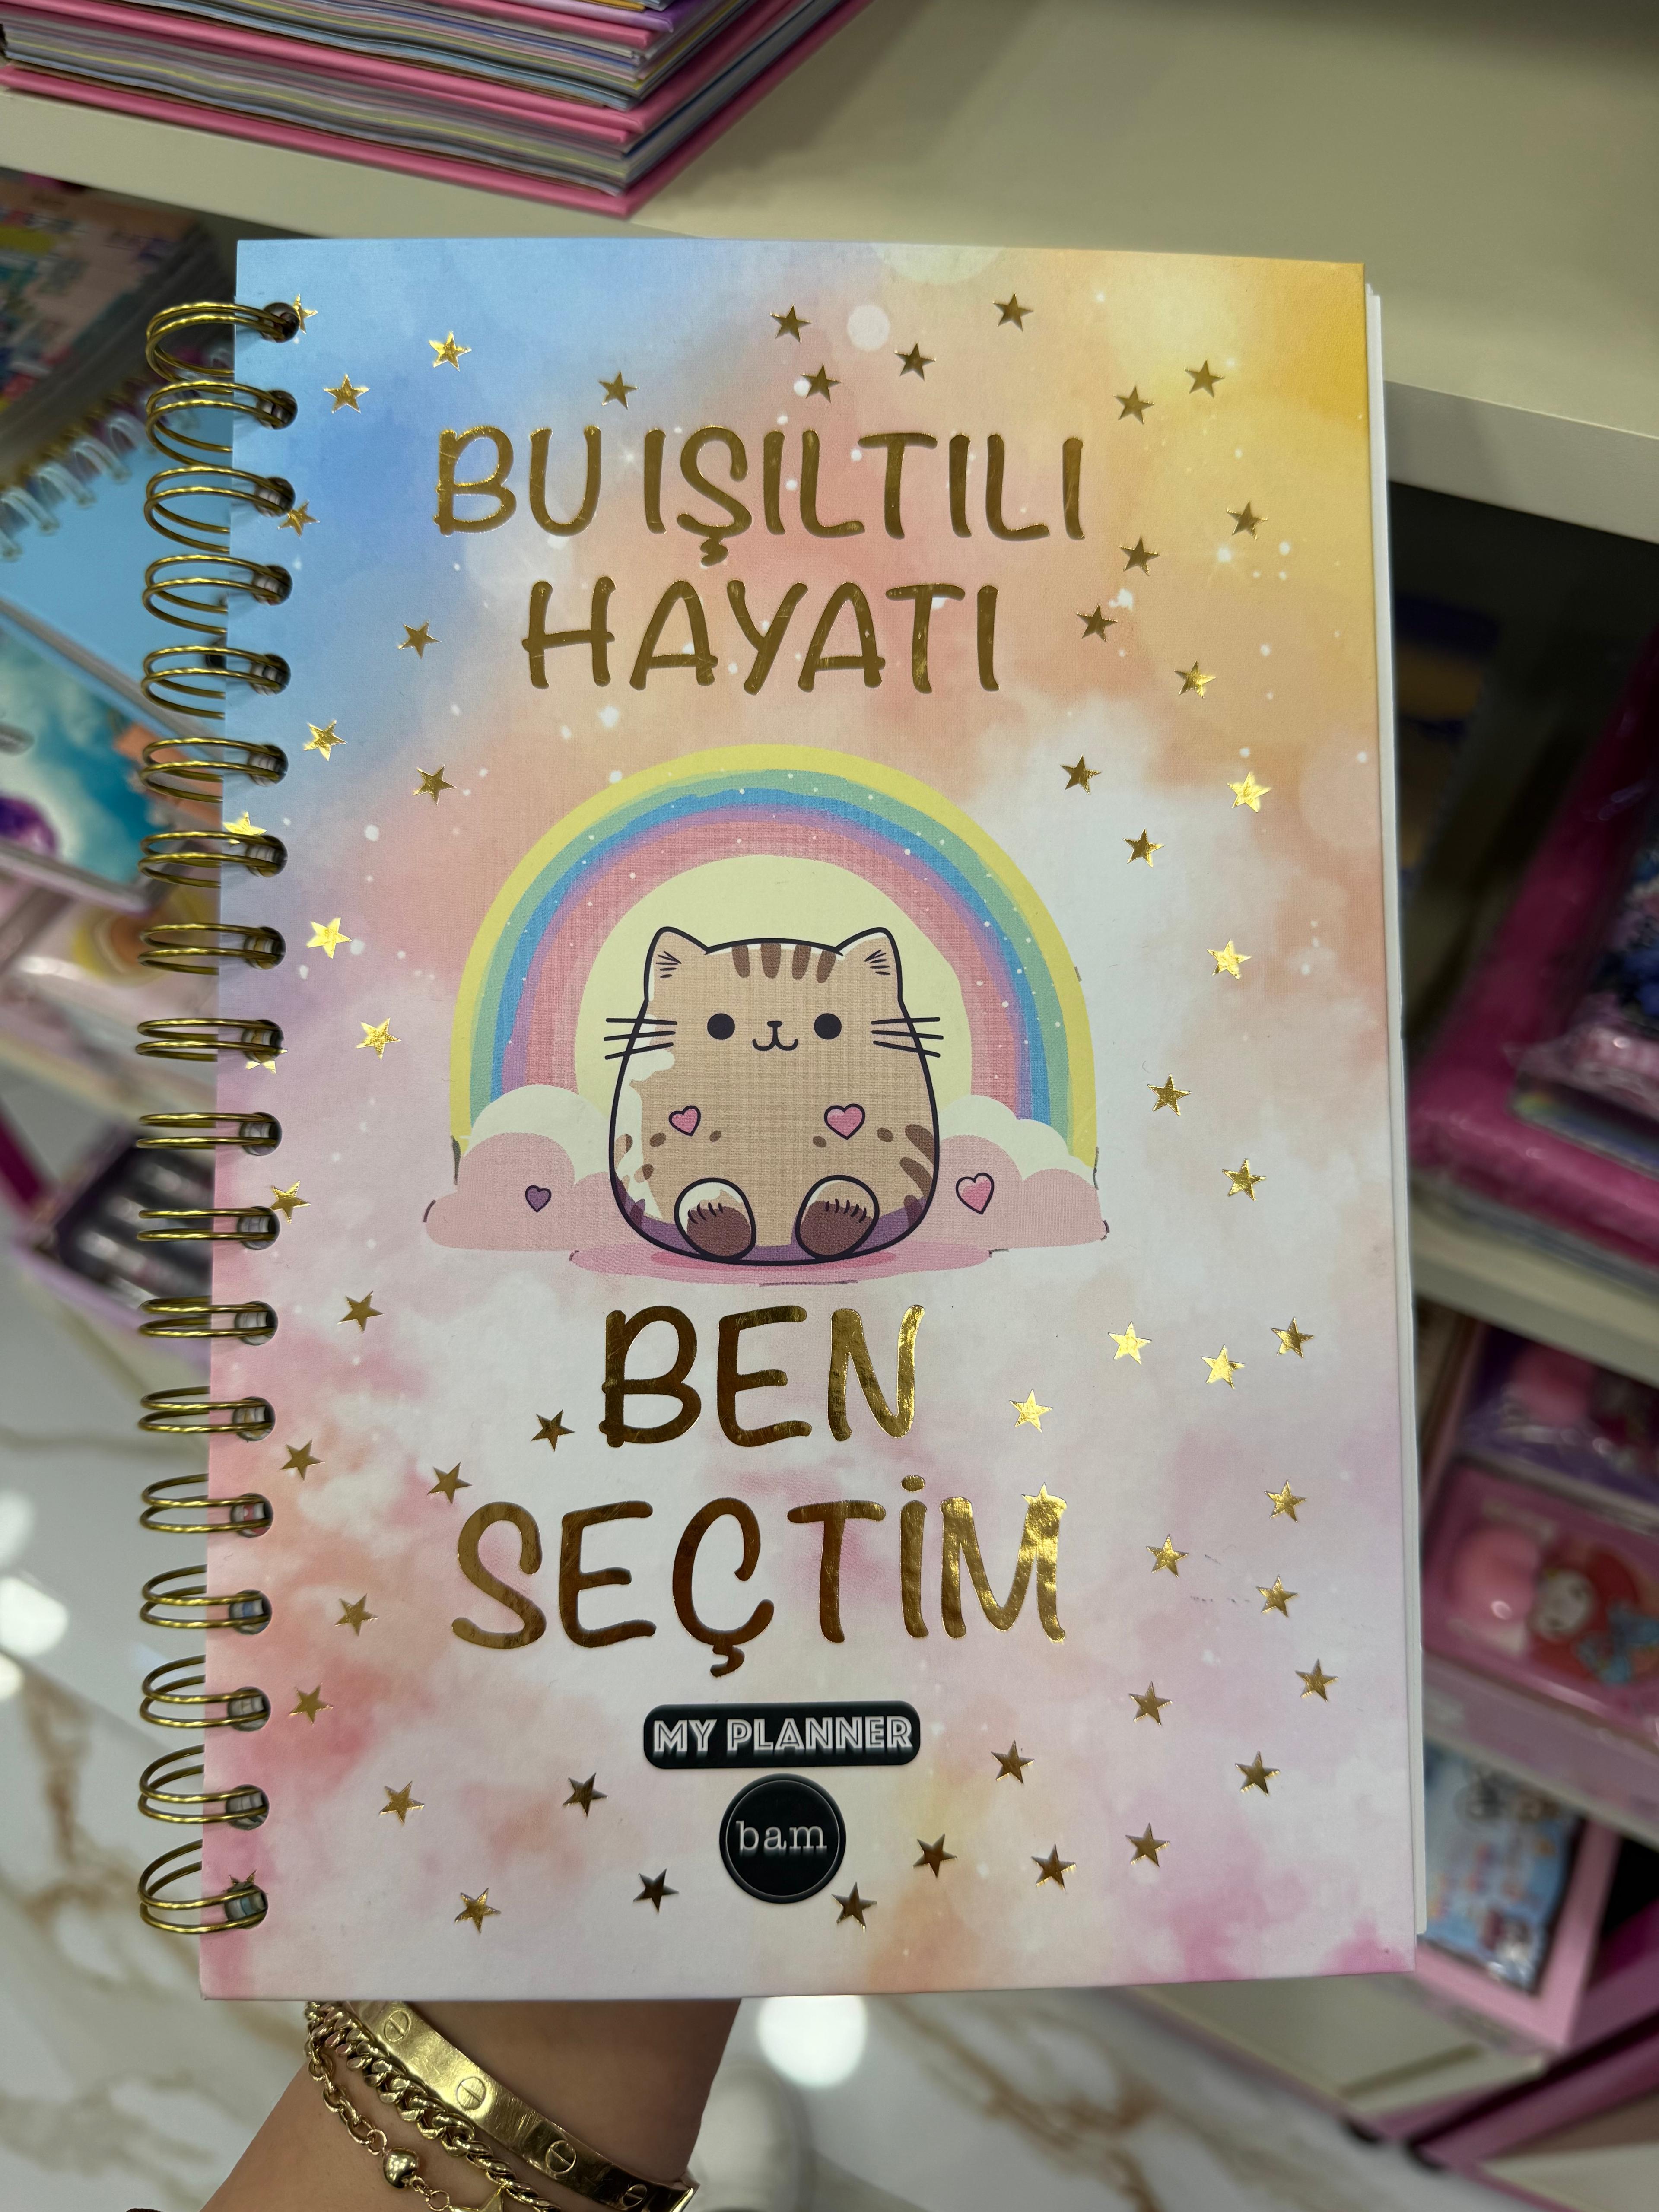 BU IŞILTILI
HAYATI
BEN
SEÇTİM
MY PLANNER
bam